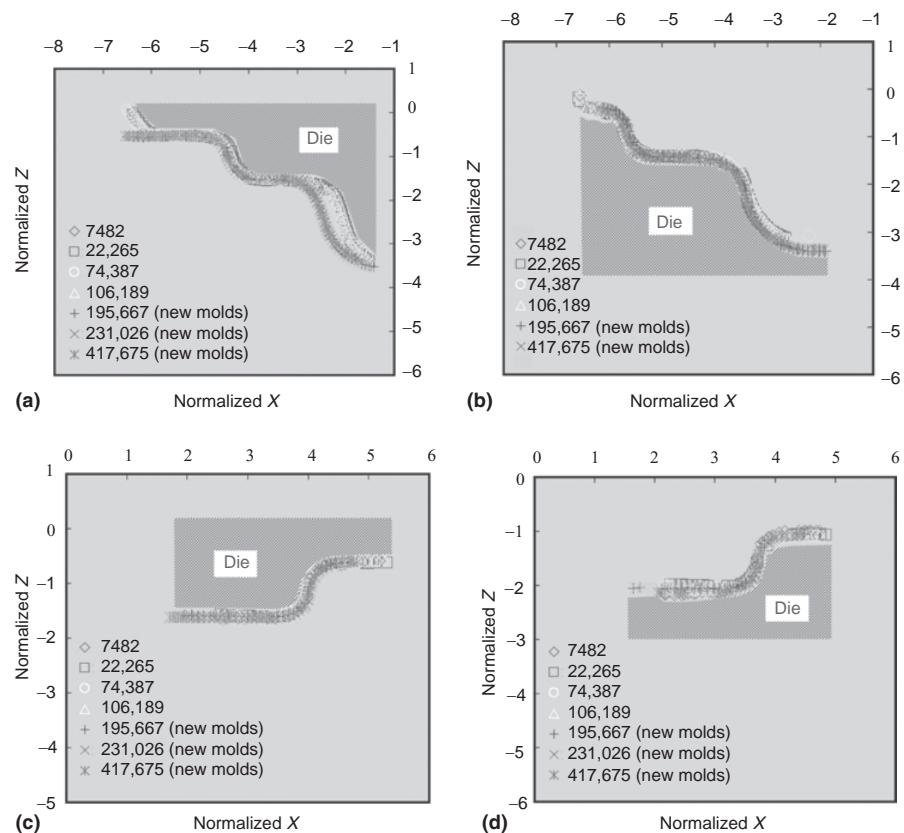 −8 −7 −6 −5 −4 −3 −2 −1
1
0
−1
−2
−3
−4
−5
−6
Normalized Z
Die
7482
22,265
74,387
106,189
195,667 (new molds)
231,026 (new molds)
417,675 (new molds)
(a)
Normalized X
−8 −7 −6 −5 −4 −3 −2 −1
1
0
−1
−2
−3
−4
−5
−6
Normalized Z
Die
7482
22,265
74,387
106,189
195,667 (new molds)
417,675 (new molds)
(b)
Normalized X
0 1 2 3 4 5 6
1
0
−1
−2
−3
−4
−5
Normalized Z
Die
7482
22,265
74,387
106,189
195,667 (new molds)
231,026 (new molds)
417,675 (new molds)
(c)
Normalized X
0 1 2 3 4 5 6
0
−1
−2
−3
−4
−5
−6
Normalized Z
Die
7482
22,265
74,387
106,189
195,667 (new molds)
231,026 (new molds)
417,675 (new molds)
(d)
Normalized X